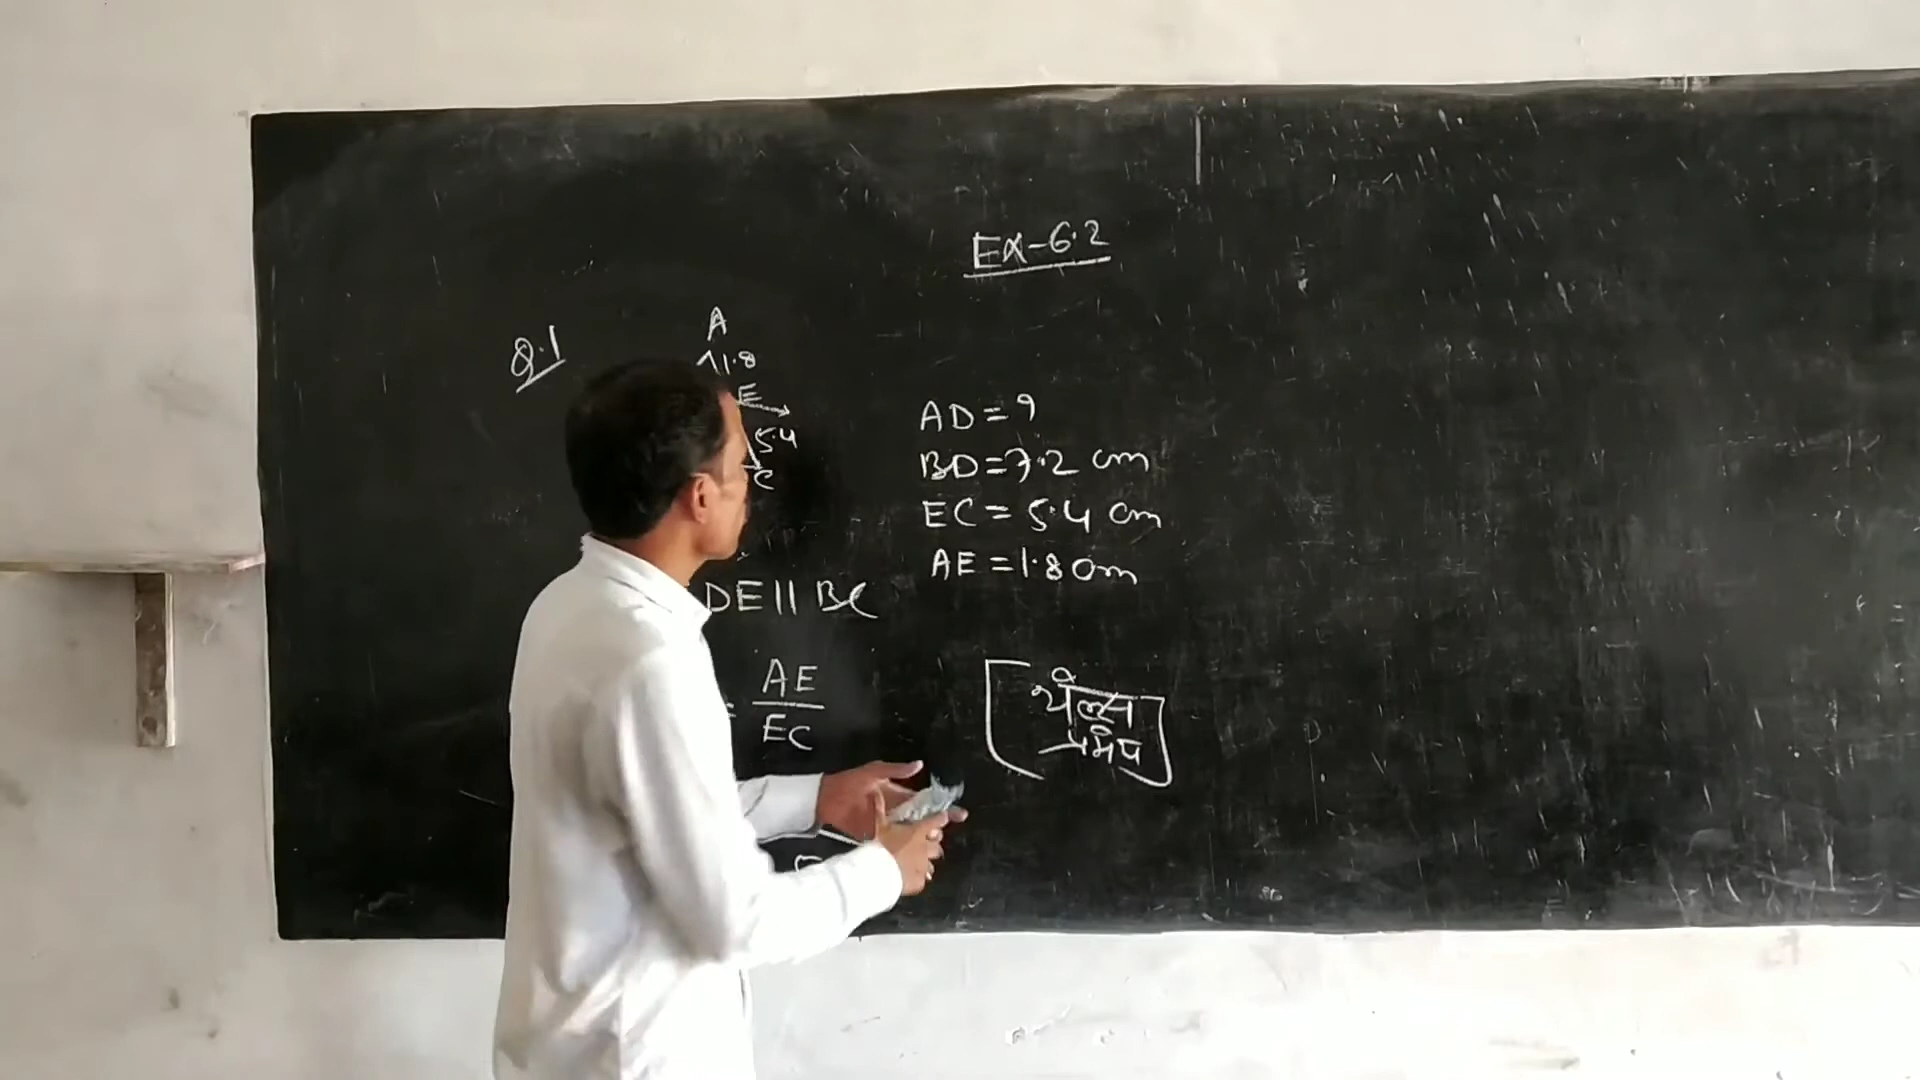 Ex-6.2
Q.1
A
1.8
E
5.4
C
AD = ?
BD = 7.2 cm
EC = 5.4 cm
AE = 1.8 cm
DE || BC
= AE
EC
थेल्स
प्रमेय